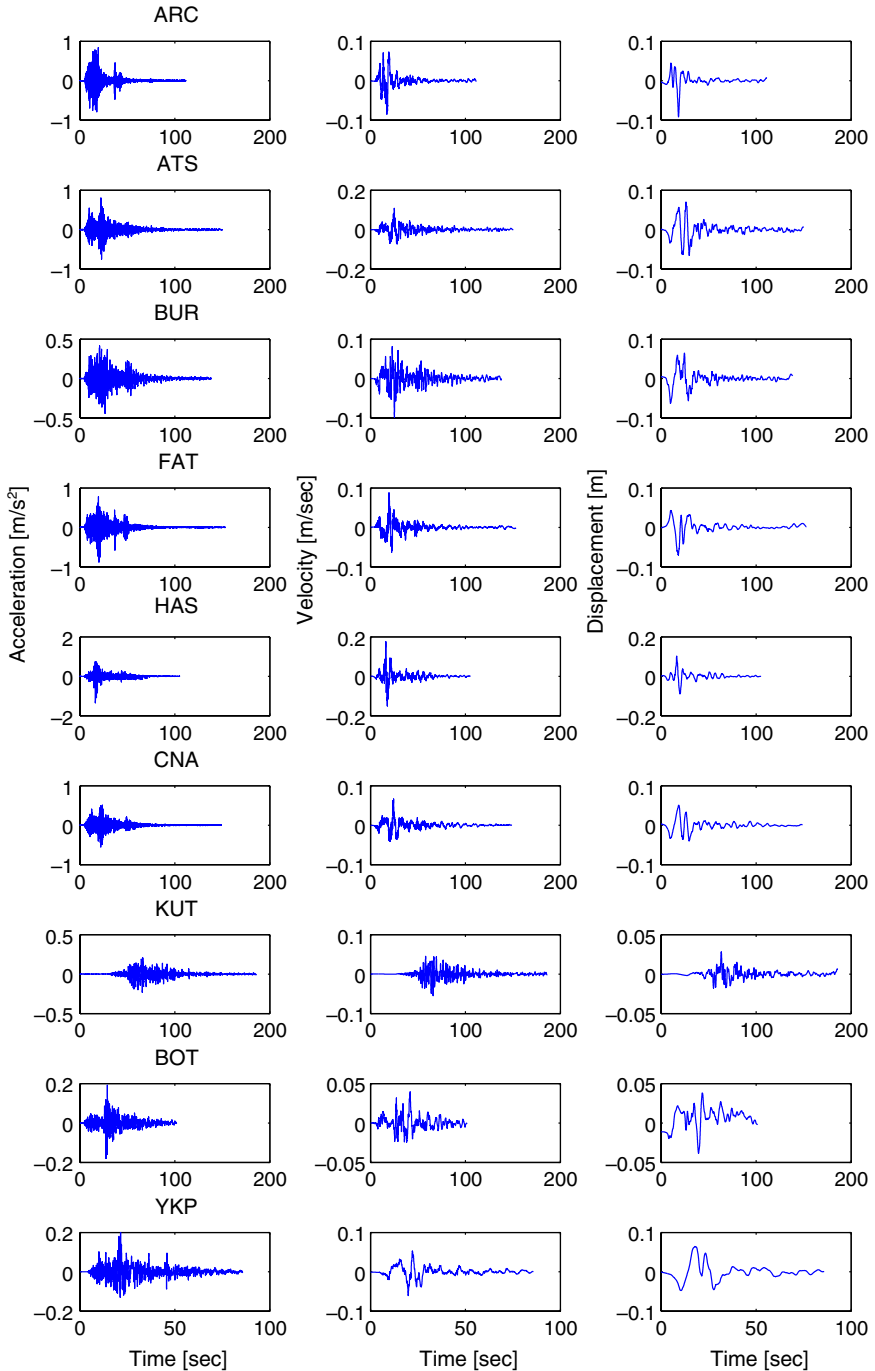 ARC
1 0.1 0.1
0 0 0
−1 −0.1 −0.1
0 100 200 0 100 200 0 100 200
ATS
1 0.2 0.1
0 0 0
−1 −0.2 −0.1
0 100 200 0 100 200 0 100 200
BUR
0.5 0.1 0.1
0 0 0
−0.5 −0.1 −0.1
0 100 200 0 100 200 0 100 200
FAT
1 0.1 0.1
0 0 0
−1 −0.1 −0.1
0 100 200 0 100 200 0 100 200
Acceleration [m/s²]
Velocity [m/sec]
Displacement [m]
HAS
2 0.2 0.2
0 0 0
−2 −0.2 −0.2
0 100 200 0 100 200 0 100 200
CNA
1 0.1 0.1
0 0 0
−1 −0.1 −0.1
0 100 200 0 100 200 0 100 200
KUT
0.5 0.1 0.05
0 0 0
−0.5 −0.1 −0.05
0 100 200 0 100 200 0 100 200
BOT
0.2 0.05 0.05
0 0 0
−0.2 −0.05 −0.05
0 100 200 0 100 200 0 100 200
YKP
0.2 0.1 0.1
0 0 0
−0.2 −0.1 −0.1
0 50 100 0 50 100 0 50 100
Time [sec] Time [sec] Time [sec]